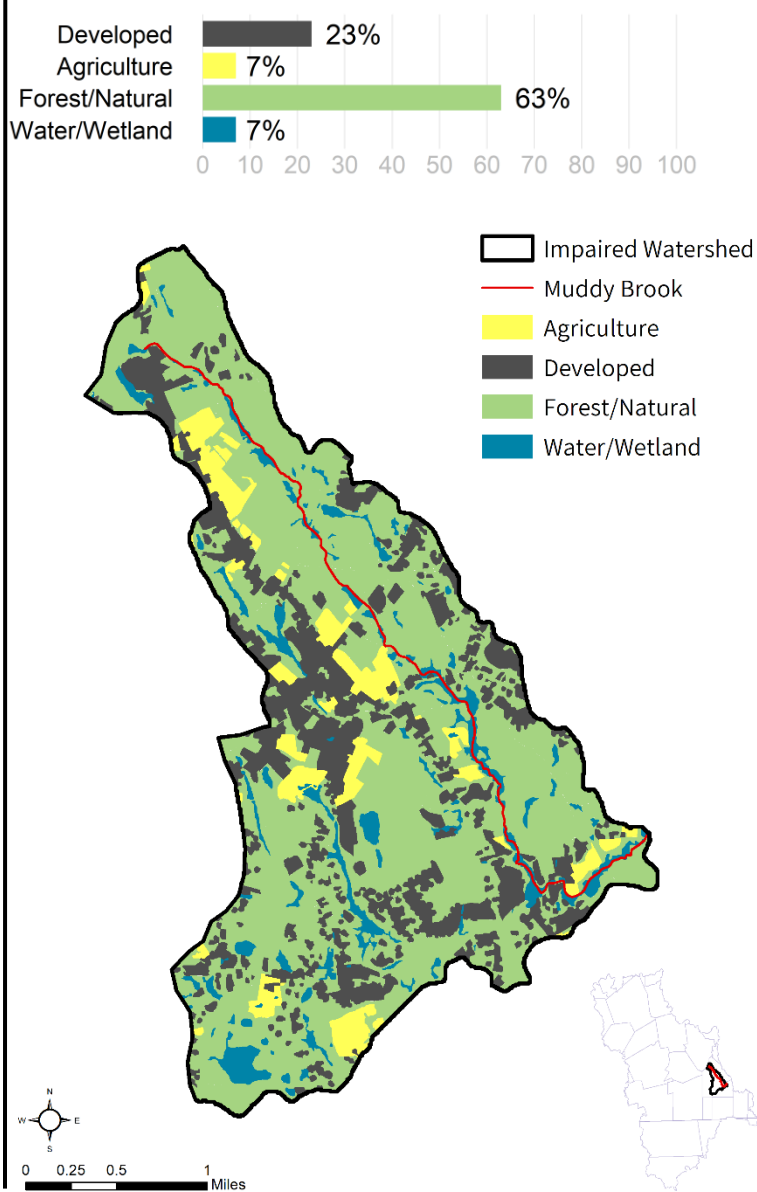 Developed 23%
Agriculture 7%
Forest/Natural 63%
Water/Wetland 7%
0 10 20 30 40 50 60 70 80 90 100
Impaired Watershed
Muddy Brook
Agriculture
Developed
Forest/Natural
Water/Wetland
N
W E
S
0 0.25 0.5 1
Miles